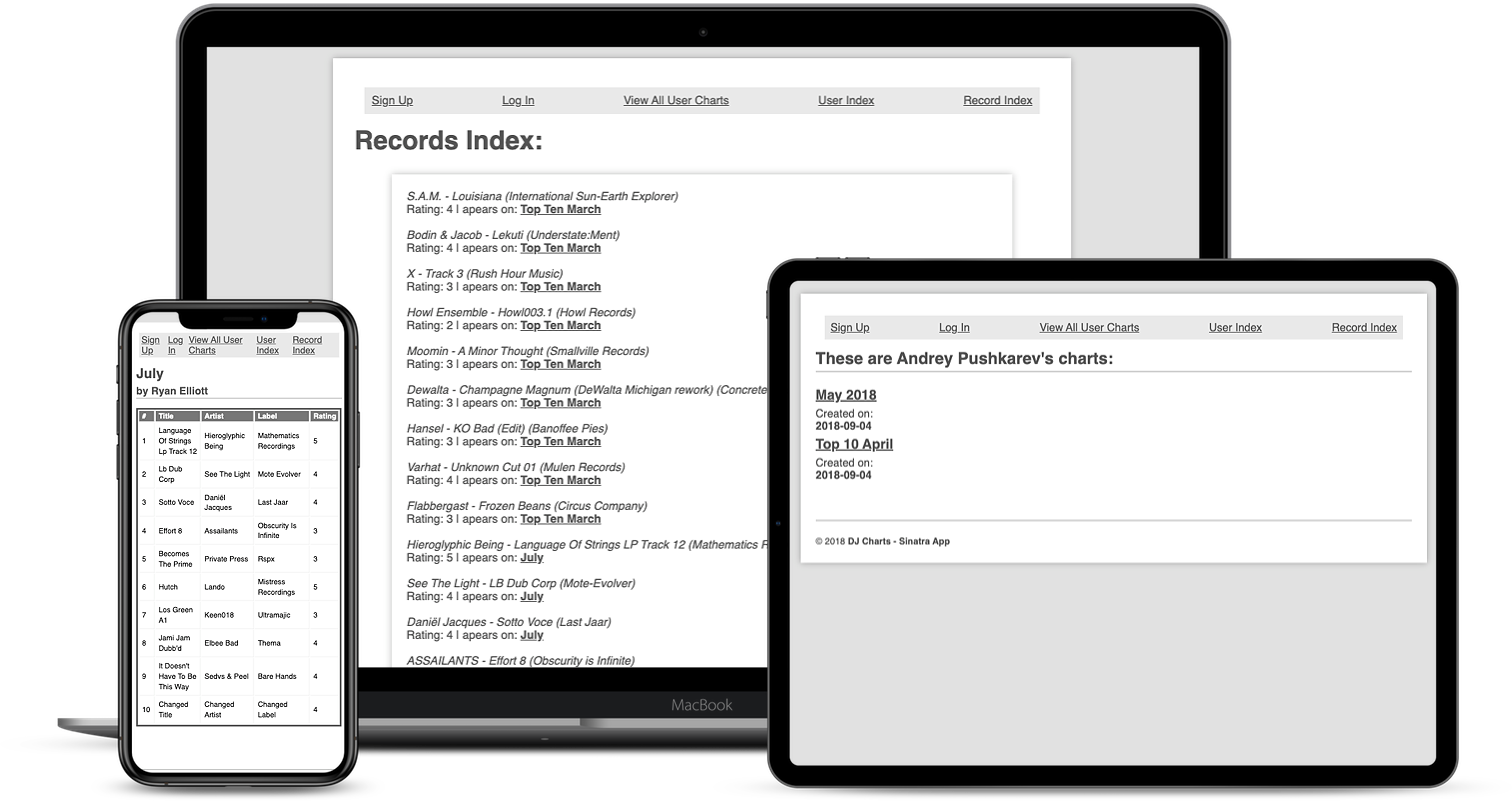 Sign Up Log In View All User Charts User Index Record Index
Records Index:
S.A.M. - Louisiana (International Sun-Earth Explorer)
Rating: 4 | apears on: Top Ten March
Bodin & Jacob - Lekuti (Understate:Ment)
Rating: 4 | apears on: Top Ten March
X - Track 3 (Rush Hour Music)
Rating: 3 | apears on: Top Ten March
Howl Ensemble - Howl003.1 (Howl Records)
Rating: 2 | apears on: Top Ten March
Moomin - A Minor Thought (Smallville Records)
Rating: 3 | apears on: Top Ten March
Dewalta - Champagne Magnum (DeWalta Michigan rework) (Concrete
Rating: 3 | apears on: Top Ten March
Hansel - KO Bad (Edit) (Banoffee Pies)
Rating: 3 | apears on: Top Ten March
Varhat - Unknown Cut 01 (Mulen Records)
Rating: 4 | apears on: Top Ten March
Flabbergast - Frozen Beans (Circus Company)
Rating: 3 | apears on: Top Ten March
Hieroglyphic Being - Language Of Strings LP Track 12 (Mathematics R
Rating: 5 | apears on: July
See The Light - LB Dub Corp (Mote-Evolver)
Rating: 4 | apears on: July
Daniël Jacques - Sotto Voce (Last Jaar)
Rating: 4 | apears on: July
ASSAILANTS - Effort 8 (Obscurity is Infinite)
MacBook
Sign Log View All User User Record
Up In Charts Index Index
July
by Ryan Elliott
# Title Artist Label Rating
1 Language Of Strings Lp Track 12 Hieroglyphic Being Mathematics Recordings 5
2 Lb Dub Corp See The Light Mote Evolver 4
3 Sotto Voce Daniël Jacques Last Jaar 4
4 Effort 8 Assailants Obscurity Is Infinite 3
5 Becomes The Prime Private Press Rspx 3
6 Hutch Lando Mistress Recordings 5
7 Los Green A1 Keen018 Ultramajic 3
8 Jami Jam Dubb'd Elbee Bad Thema 4
9 It Doesn't Have To Be This Way Sedvs & Peel Bare Hands 4
10 Changed Title Changed Artist Changed Label 4
Sign Up Log In View All User Charts User Index Record Index
These are Andrey Pushkarev's charts:
May 2018
Created on:
2018-09-04
Top 10 April
Created on:
2018-09-04
© 2018 DJ Charts - Sinatra App